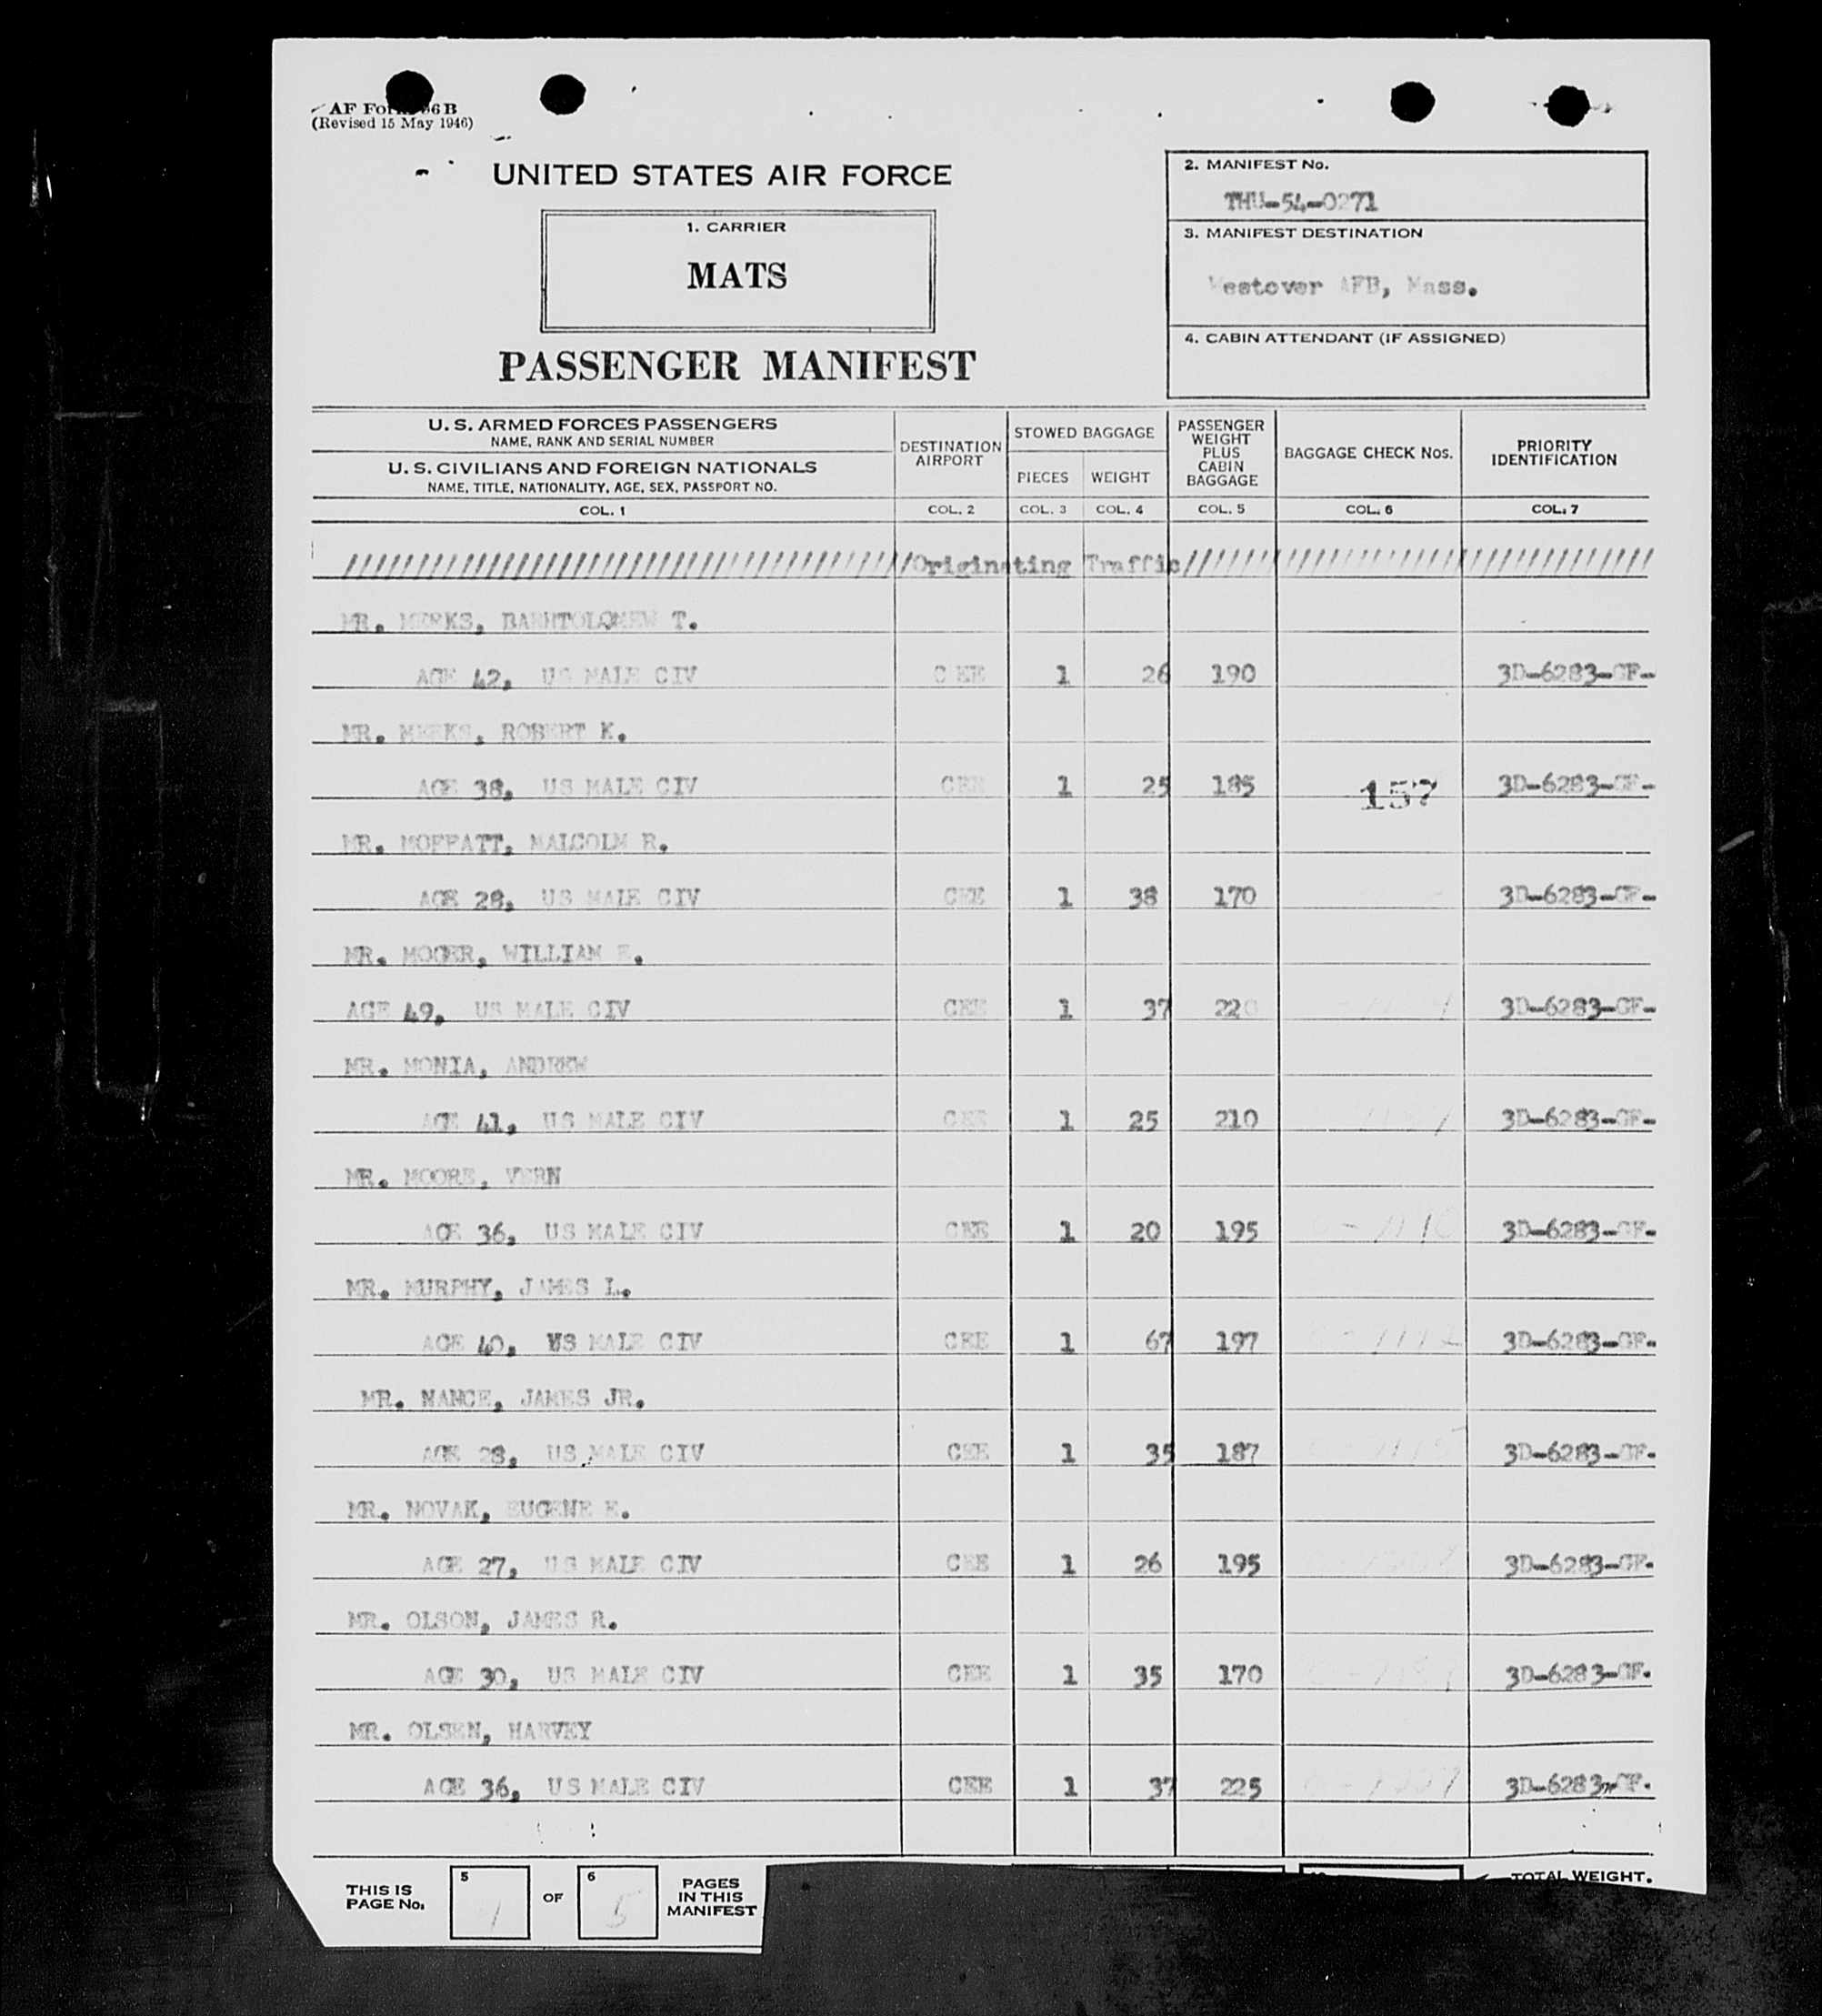 (Revised 15 May 1946)
UNITED STATES AIR FORCE
1. CARRIER
MATS
PASSENGER MANIFEST
2. MANIFEST No.
THU-54-0271
3. MANIFEST DESTINATION
Westover AFB, Mass.
4. CABIN ATTENDANT (IF ASSIGNED)
U. S. ARMED FORCES PASSENGERS
NAME, RANK AND SERIAL NUMBER
U. S. CIVILIANS AND FOREIGN NATIONALS
NAME, TITLE, NATIONALITY, AGE, SEX, PASSPORT NO.
DESTINATION AIRPORT
STOWED BAGGAGE
PIECES WEIGHT
PASSENGER WEIGHT PLUS CABIN BAGGAGE
BAGGAGE CHECK Nos.
PRIORITY IDENTIFICATION
COL. 1 COL. 2 COL. 3 COL. 4 COL. 5 COL. 6 COL. 7
Originating Traffic
MR. MERKS, BARHTOLOMEW T.
AGE 42, US MALE CIV CEE 1 26 190 3D-6283-GF-
MR. MERKS, ROBERT K.
AGE 38, US MALE CIV CEE 1 25 185 157 3D-6283-GF-
MR. MOFFATT, MALCOLM R.
AGE 28, US MALE CIV CEE 1 38 170 3D-6283-GF-
MR. MOGER, WILLIAM E.
AGE 49, US MALE CIV CEE 1 37 220 3D-6283-GF-
MR. MONIA, ANDREW
AGE 41, US MALE CIV CEE 1 25 210 3D-6283-GF-
MR. MOORE, VERN
AGE 36, US MALE CIV CEE 1 20 195 3D-6283-GF-
MR. MURPHY, JAMES L.
AGE 40, US MALE CIV CEE 1 67 197 3D-6283-GF-
MR. NANCE, JAMES JR.
AGE 28, US MALE CIV CEE 1 35 187 3D-6283-GF-
MR. NOVAK, EUGENE E.
AGE 27, US MALE CIV CEE 1 26 195 3D-6283-GF-
MR. OLSON, JAMES R.
AGE 30, US MALE CIV CEE 1 35 170 3D-6283-GF-
MR. OLSEN, HARVEY
AGE 36, US MALE CIV CEE 1 37 225 3D-6283-GF-
THIS IS PAGE No. 5 1 OF 6 5 PAGES IN THIS MANIFEST
TOTAL WEIGHT.